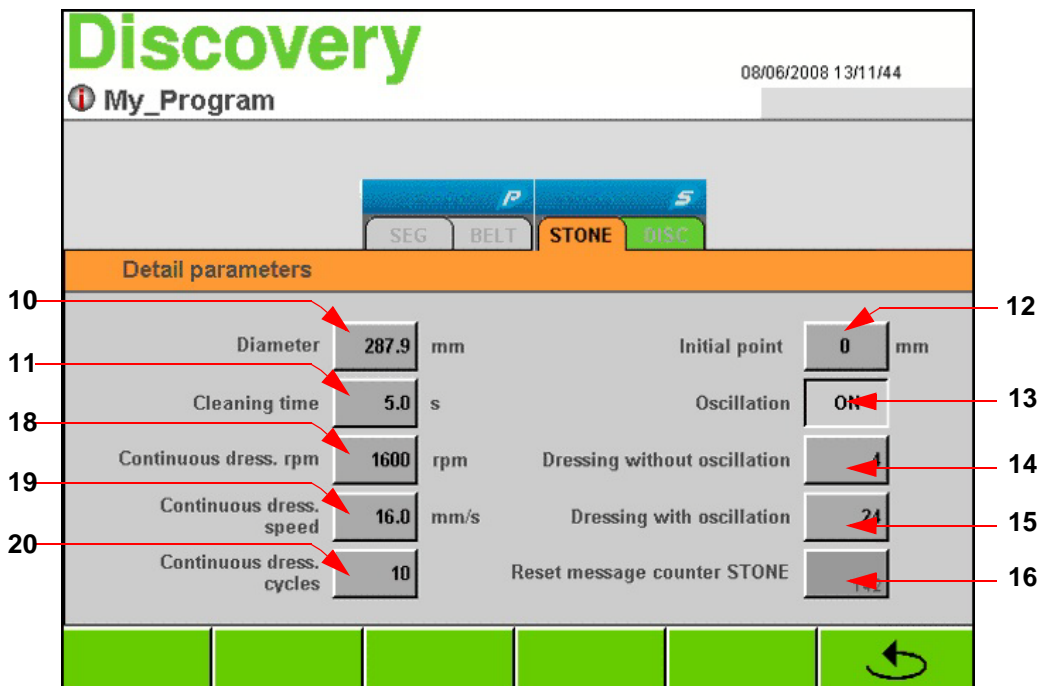 Discovery
08/06/2008 13/11/44
My_Program
P
S
SEG
BELT
STONE
DISC
Detail parameters
10
12
Diameter 287.9 mm
Initial point 0 mm
11
Cleaning time 5.0 s
Oscillation ON
13
18
Continuous dress. rpm 1600 rpm
Dressing without oscillation 4
14
19
Continuous dress.
speed 16.0 mm/s
Dressing with oscillation 24
15
20
Continuous dress.
cycles 10
Reset message counter STONE
16